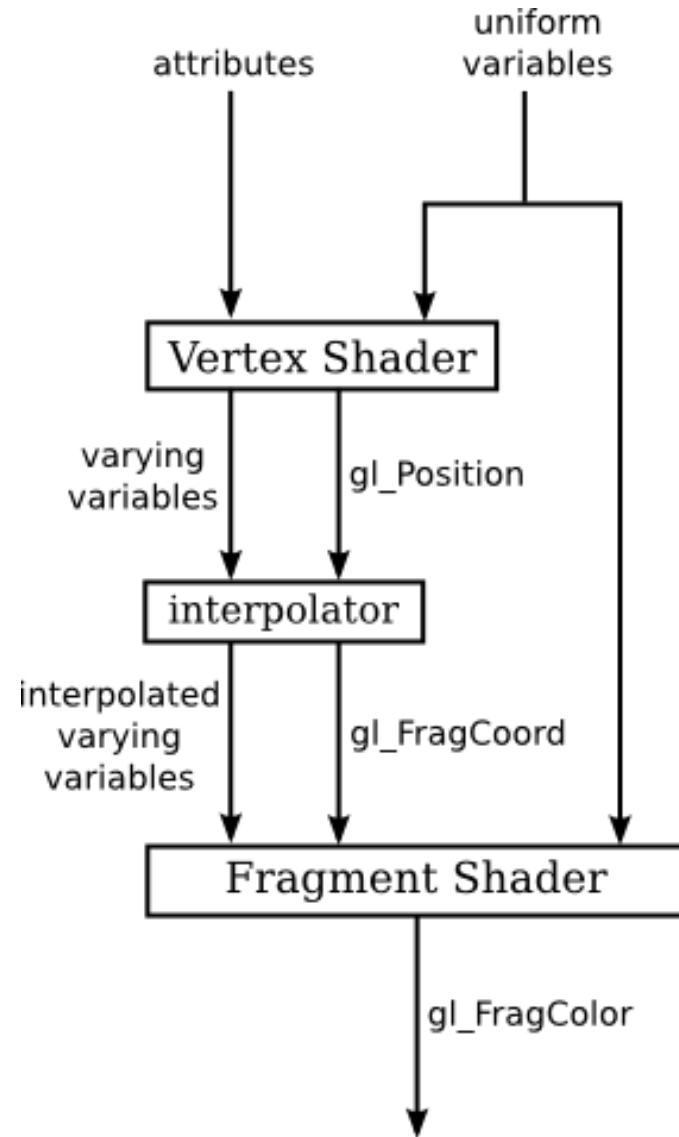 uniform
attributes
variables
Vertex Shader
varying
variables
gl_Position
interpolator
interpolated
varying
variables
gl_FragCoord
Fragment Shader
gl_FragColor